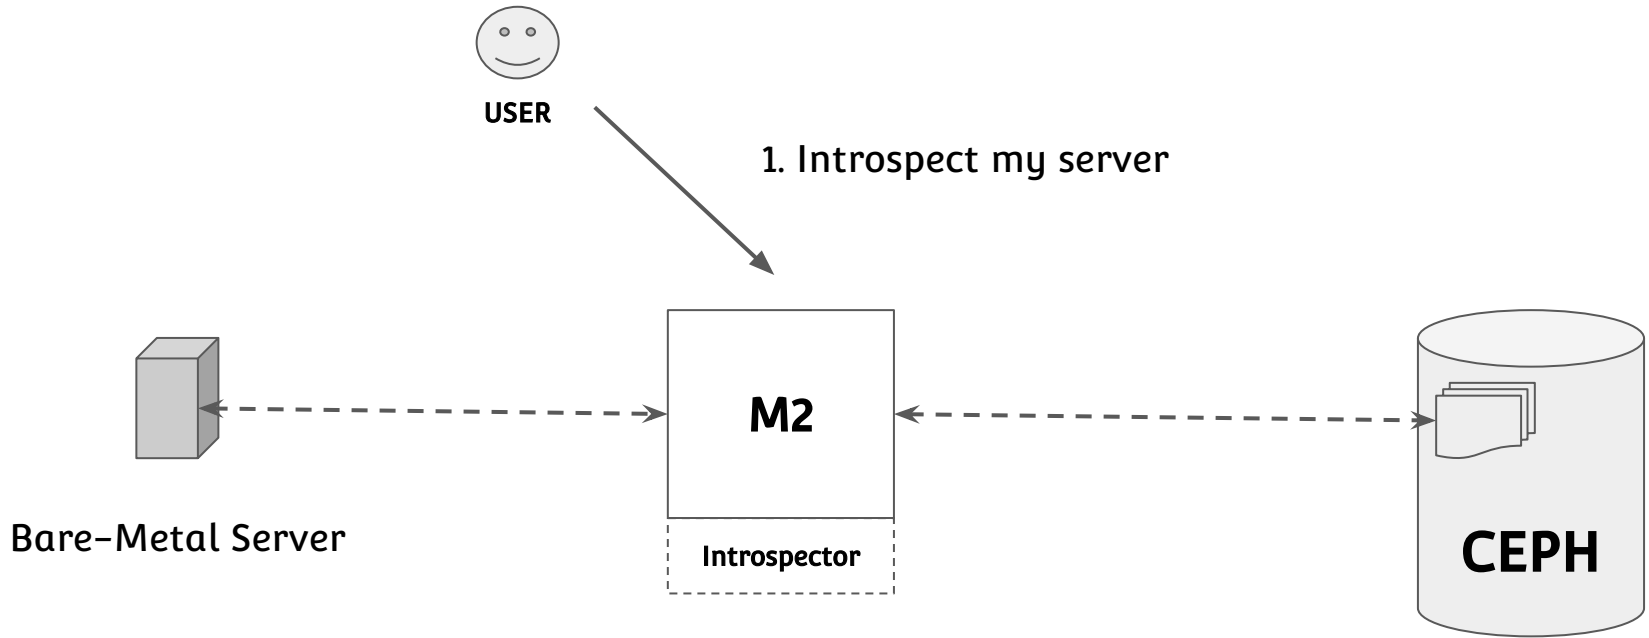 USER
1. Introspect my server
M2
Bare-Metal Server
Introspector
CEPH